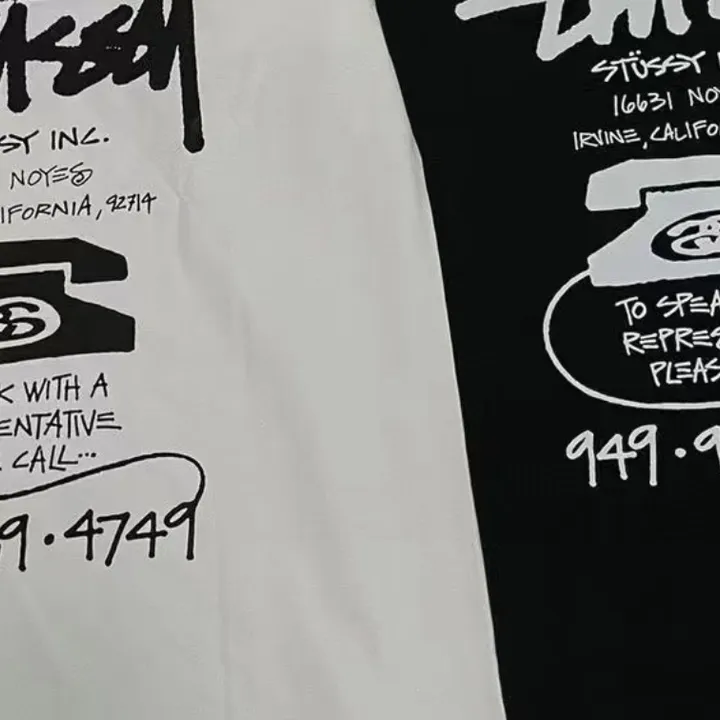 SY INC.
NOYES
IFORNIA, 92714
K WITH A
ENTATIVE
CALL...
9.4749
STÜSSY
16631 NO
IRVINE, CALIFO
TO SPEA
REPRES
PLEAS
949.9